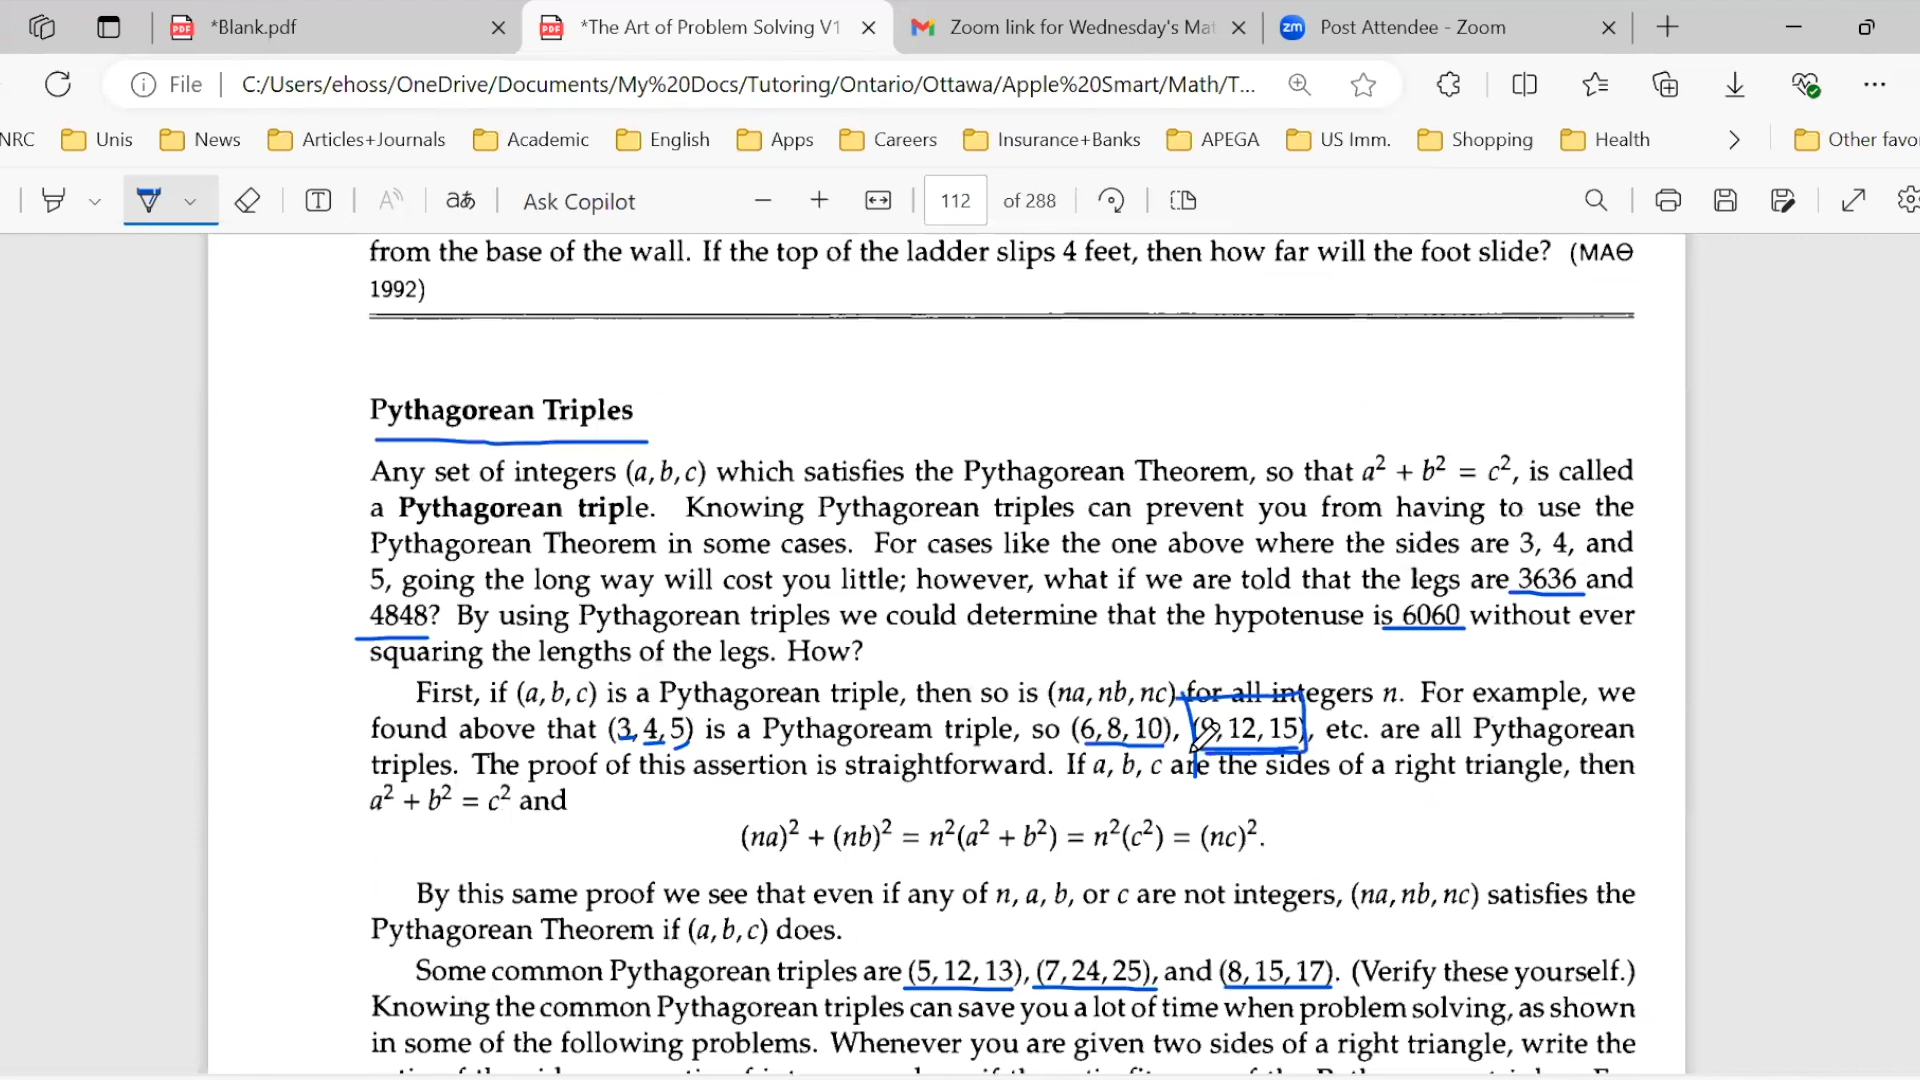 *Blank.pdf
*The Art of Problem Solving V1
Zoom link for Wednesday's Mat
Post Attendee - Zoom
File
C:/Users/ehoss/OneDrive/Documents/My%20Docs/Tutoring/Ontario/Ottawa/Apple%20Smart/Math/T...
NRC Unis News Articles+Journals Academic English Apps Careers Insurance+Banks APEGA US Imm. Shopping Health Other favo
Ask Copilot 112 of 288
from the base of the wall. If the top of the ladder slips 4 feet, then how far will the foot slide? (MAΘ
1992)
Pythagorean Triples
Any set of integers (a, b, c) which satisfies the Pythagorean Theorem, so that a² + b² = c², is called
a Pythagorean triple. Knowing Pythagorean triples can prevent you from having to use the
Pythagorean Theorem in some cases. For cases like the one above where the sides are 3, 4, and
5, going the long way will cost you little; however, what if we are told that the legs are 3636 and
4848? By using Pythagorean triples we could determine that the hypotenuse is 6060 without ever
squaring the lengths of the legs. How?
First, if (a, b, c) is a Pythagorean triple, then so is (na, nb, nc) for all integers n. For example, we
found above that (3, 4, 5) is a Pythagoream triple, so (6, 8, 10), (9, 12, 15), etc. are all Pythagorean
triples. The proof of this assertion is straightforward. If a, b, c are the sides of a right triangle, then
a² + b² = c² and
(na)² + (nb)² = n²(a² + b²) = n²(c²) = (nc)².
By this same proof we see that even if any of n, a, b, or c are not integers, (na, nb, nc) satisfies the
Pythagorean Theorem if (a, b, c) does.
Some common Pythagorean triples are (5, 12, 13), (7, 24, 25), and (8, 15, 17). (Verify these yourself.)
Knowing the common Pythagorean triples can save you a lot of time when problem solving, as shown
in some of the following problems. Whenever you are given two sides of a right triangle, write the